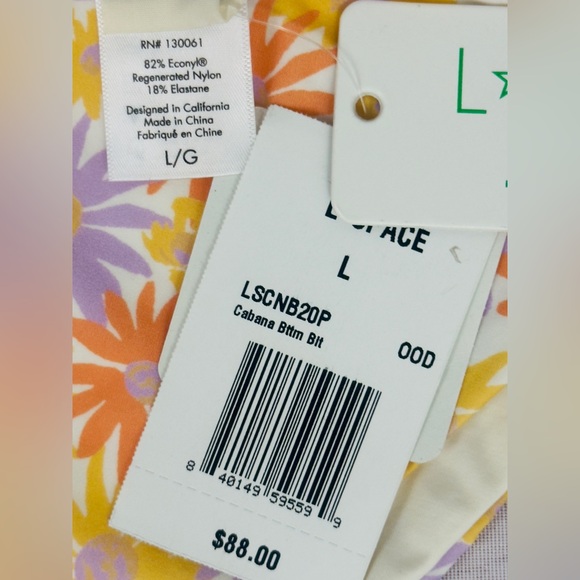 RN# 130061
82% Econyl®
Regenerated Nylon
18% Elastane
Designed in California
Made in China
Fabriqué en Chine
L/G
L
SPACE
L
LSCNB20P
Cabana Bttm Bit
OOD
8 40149 59559 9
$88.00